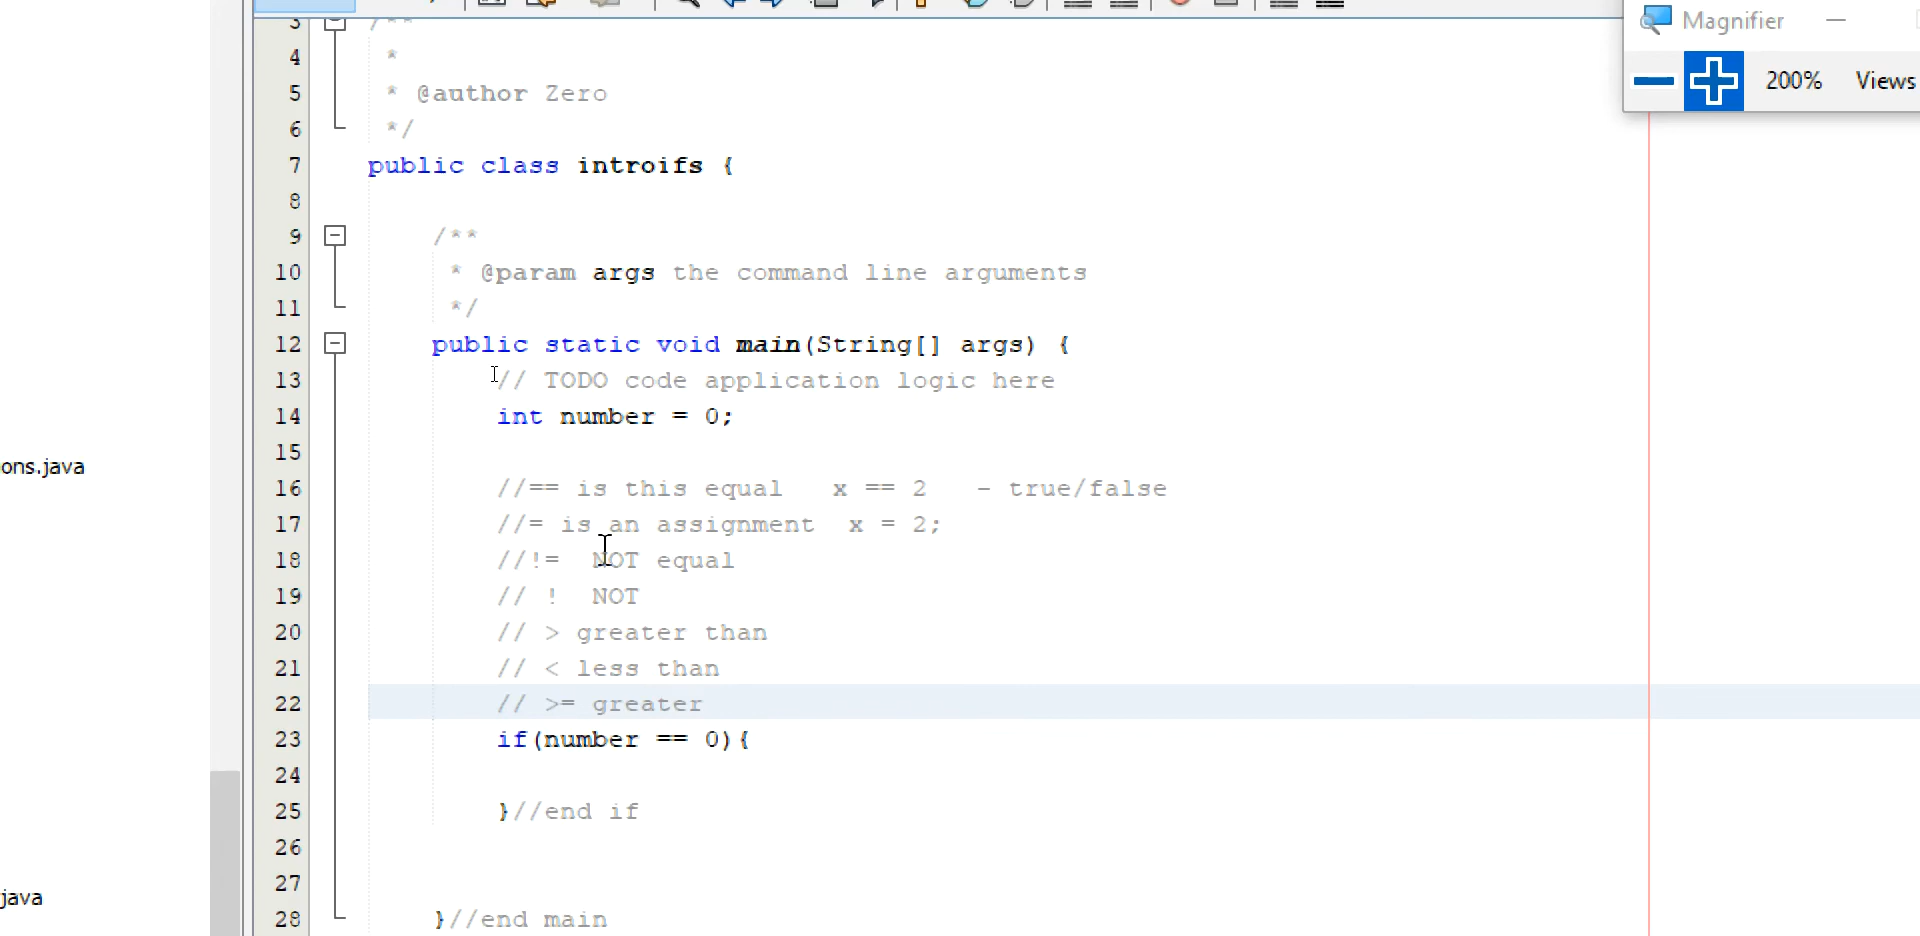 Magnifier
200% Views
3 /**
4 *
5 * @author Zero
6 */
7 public class introifs {
8
9 /**
10 * @param args the command line arguments
11 */
12 public static void main(String[] args) {
13 // TODO code application logic here
14 int number = 0;
15
16 //== is this equal   x == 2   - true/false
17 //= is an assignment  x = 2;
18 //!=  NOT equal
19 // !  NOT
20 // > greater than
21 // < less than
22 // >= greater
23 if(number == 0){
24
25 }//end if
26
27
28 }//end main
ons.java
java